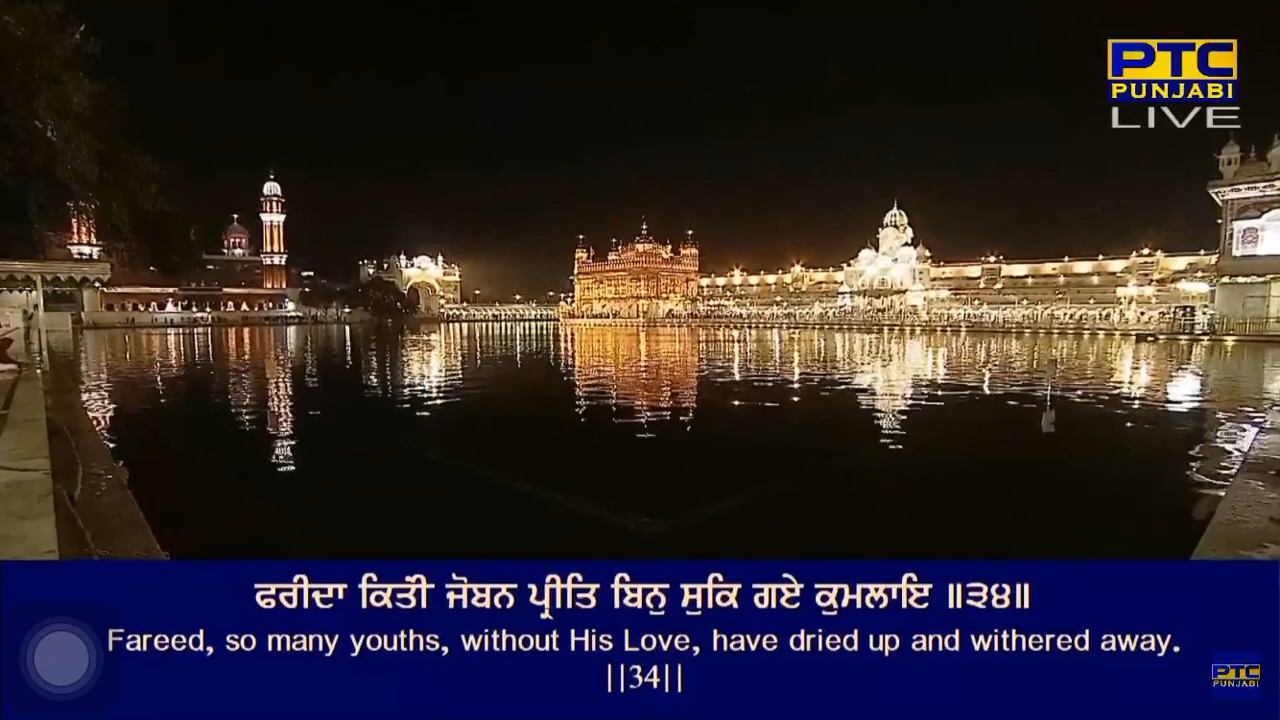 PTC
PUNJABI
LIVE
ਫਰੀਦਾ ਕਿਤੀ ਜੋਬਨ ਪ੍ਰੀਤਿ ਬਿਨੁ ਸੁਕਿ ਗਏ ਕੁਮਲਾਇ ॥੩੪॥
Fareed, so many youths, without His Love, have dried up and withered away.
||34||
PTC
PUNJABI